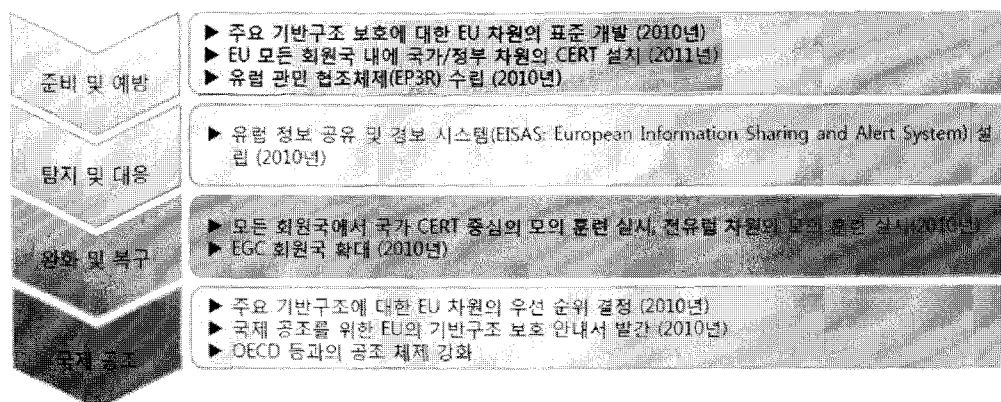 준비 및 예방
▶ 주요 기반구조 보호에 대한 EU 차원의 표준 개발 (2010년)
▶ EU 모든 회원국 내에 국가/정부 차원의 CERT 설치 (2011년)
▶ 유럽 관민 협조체제(EP3R) 수립 (2010년)
탐지 및 대응
▶ 유럽 정보 공유 및 경보 시스템(EISAS: European Information Sharing and Alert System) 설
립 (2010년)
완화 및 복구
▶ 모든 회원국에서 국가 CERT 중심의 모의 훈련 실시, 전유럽 차원의 모의 훈련 실시(2010년)
▶ EGC 회원국 확대 (2010년)
국제 공조
▶ 주요 기반구조에 대한 EU 차원의 우선 순위 결정 (2010년)
▶ 국제 공조를 위한 EU의 기반구조 보호 안내서 발간 (2010년)
▶ OECD 등과의 공조 체제 강화